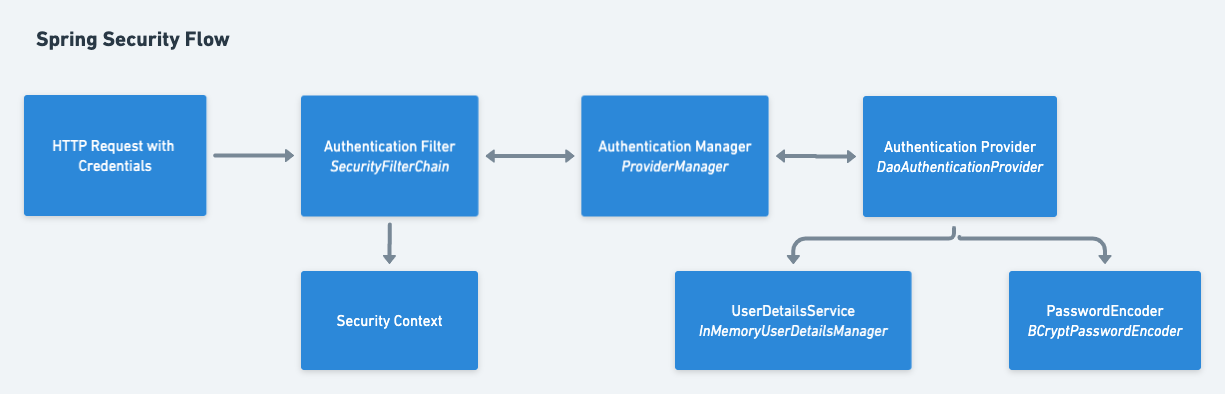 Spring Security Flow
HTTP Request with
Credentials
Authentication Filter
SecurityFilterChain
Authentication Manager
ProviderManager
Authentication Provider
DaoAuthenticationProvider
Security Context
UserDetailsService
InMemoryUserDetailsManager
PasswordEncoder
BCryptPasswordEncoder